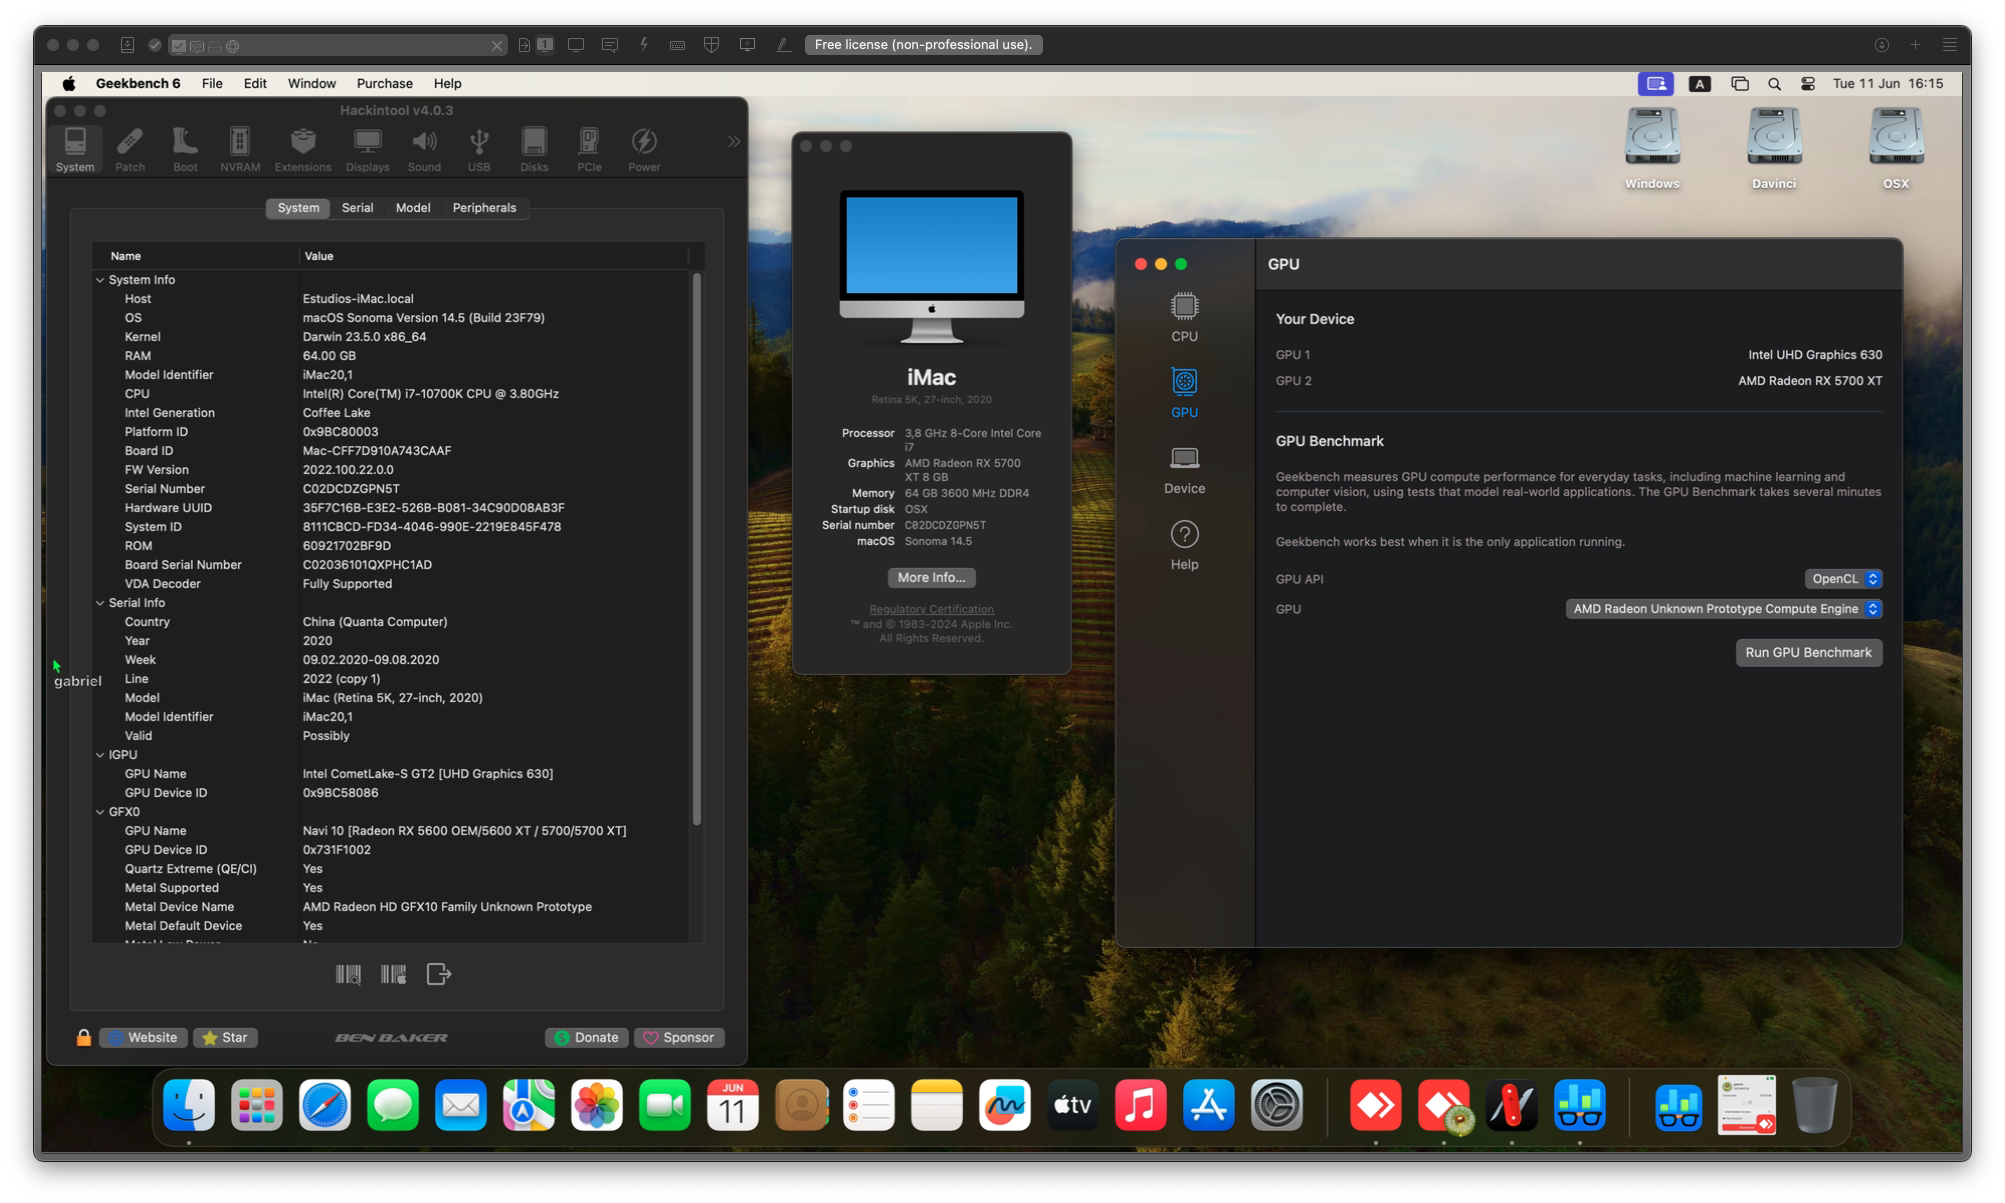 1
Free license (non-professional use).
Geekbench 6 File Edit Window Purchase Help
A
Tue 11 Jun 16:15
Hackintool v4.0.3
System Patch Boot NVRAM Extensions Displays Sound USB Disks PCIe Power
System Serial Model Peripherals
Name Value
System Info
Host Estudios-iMac.local
OS macOS Sonoma Version 14.5 (Build 23F79)
Kernel Darwin 23.5.0 x86_64
RAM 64.00 GB
Model Identifier iMac20,1
CPU Intel(R) Core(TM) i7-10700K CPU @ 3.80GHz
Intel Generation Coffee Lake
Platform ID 0x9BC80003
Board ID Mac-CFF7D910A743CAAF
FW Version 2022.100.22.0.0
Serial Number C02DCDZGPN5T
Hardware UUID 35F7C16B-E3E2-526B-B081-34C90D08AB3F
System ID 8111CBCD-FD34-4046-990E-2219E845F478
ROM 60921702BF9D
Board Serial Number C02036101QXPHC1AD
VDA Decoder Fully Supported
Serial Info
Country China (Quanta Computer)
Year 2020
Week 09.02.2020-09.08.2020
Line 2022 (copy 1)
Model iMac (Retina 5K, 27-inch, 2020)
Model Identifier iMac20,1
Valid Possibly
IGPU
GPU Name Intel CometLake-S GT2 [UHD Graphics 630]
GPU Device ID 0x9BC58086
GFX0
GPU Name Navi 10 [Radeon RX 5600 OEM/5600 XT / 5700/5700 XT]
GPU Device ID 0x731F1002
Quartz Extreme (QE/CI) Yes
Metal Supported Yes
Metal Device Name AMD Radeon HD GFX10 Family Unknown Prototype
Metal Default Device Yes
Metal Low Power No
gabriel
Website Star BEN BAKER Donate Sponsor
iMac
Retina 5K, 27-inch, 2020
Processor 3,8 GHz 8-Core Intel Core
i7
Graphics AMD Radeon RX 5700
XT 8 GB
Memory 64 GB 3600 MHz DDR4
Startup disk OSX
Serial number C02DCDZGPN5T
macOS Sonoma 14.5
More Info...
Regulatory Certification
™ and © 1983-2024 Apple Inc.
All Rights Reserved.
Windows Davinci OSX
CPU
GPU
Device
Help
GPU
Your Device
GPU 1 Intel UHD Graphics 630
GPU 2 AMD Radeon RX 5700 XT
GPU Benchmark
Geekbench measures GPU compute performance for everyday tasks, including machine learning and
computer vision, using tests that model real-world applications. The GPU Benchmark takes several minutes
to complete.
Geekbench works best when it is the only application running.
GPU API OpenCL
GPU AMD Radeon Unknown Prototype Compute Engine
Run GPU Benchmark
JUN
11
tv